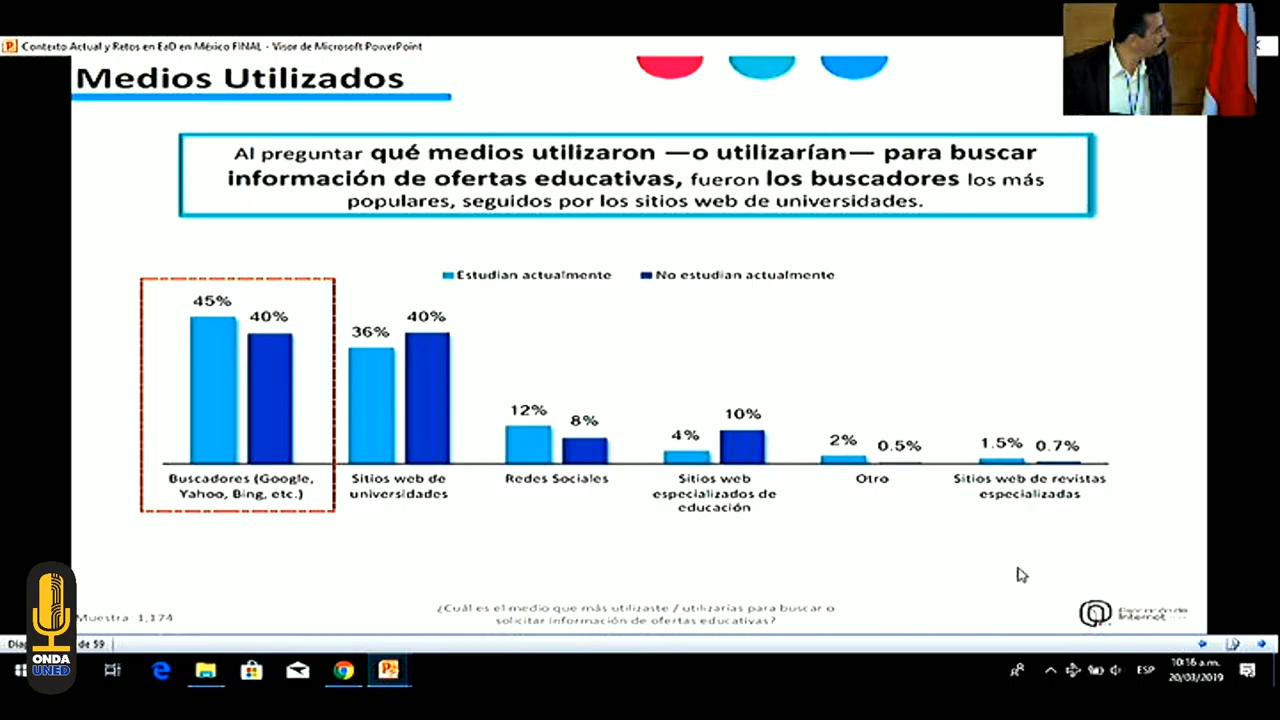 Contexto Actual y Retos en EaD en México FINAL - Visor de Microsoft PowerPoint
Medios Utilizados
Al preguntar qué medios utilizaron —o utilizarían— para buscar
información de ofertas educativas, fueron los buscadores los más
populares, seguidos por los sitios web de universidades.
Estudian actualmente
No estudian actualmente
45%
40%
36%
40%
12%
8%
4%
10%
2%
0.5%
1.5%
0.7%
Buscadores (Google,
Yahoo, Bing, etc.)
Sitios web de
universidades
Redes Sociales
Sitios web
especializados de
educación
Otro
Sitios web de revistas
especializadas
Muestra 1,174
¿Cuál es el medio que más utilizaste / utilizarías para buscar o
solicitar información de ofertas educativas?
Internet
de 59
ONDA
UNED
ESP
10:16 a.m.
20/03/2019